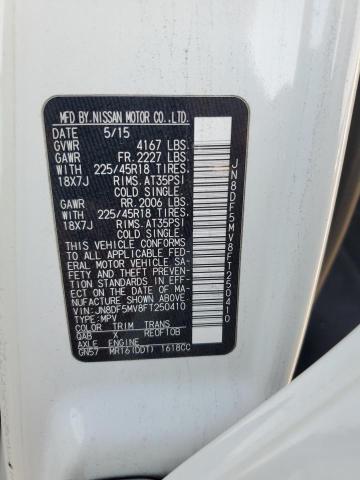 MFD.BY.NISSAN MOTOR CO.,LTD.
DATE 5/15
GVWR 4167 LBS.
GAWR FR. 2227 LBS.
WITH 225/45R18 TIRES.
18X7J RIMS.AT35PSI
COLD SINGLE.
GAWR RR. 2006 LBS.
WITH 225/45R18 TIRES.
18X7J RIMS.AT35PSI
COLD SINGLE.
THIS VEHICLE CONFORMS
TO ALL APPLICABLE FED-
ERAL MOTOR VEHICLE SA-
FETY AND THEFT PREVEN-
TION STANDARDS IN EFFECT
ON THE DATE OF MA-
NUFACTURE SHOWN ABOVE.
VIN:JN8DF5MV8FT250410
TYPE:MPV
COLOR TRIM TRANS
QAB X RE0F10B
AXLE ENGINE
GN57 MR16(DDT) 1618CC
JN8DF5MV8FT250410